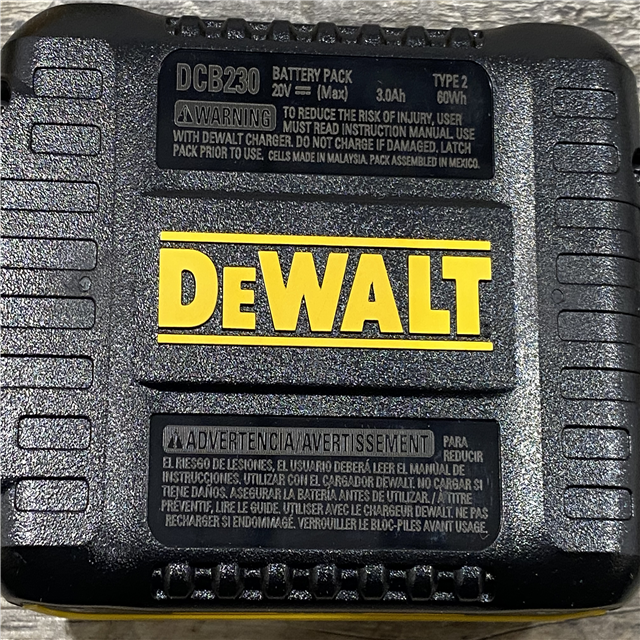 DCB230 BATTERY PACK TYPE 2
20V ⎓ (Max) 3.0Ah 60Wh
⚠WARNING TO REDUCE THE RISK OF INJURY, USER
MUST READ INSTRUCTION MANUAL. USE
WITH DEWALT CHARGER. DO NOT CHARGE IF DAMAGED. LATCH
PACK PRIOR TO USE. CELLS MADE IN MALAYSIA. PACK ASSEMBLED IN MEXICO.
DEWALT
⚠ADVERTENCIA/AVERTISSEMENT PARA
REDUCIR
EL RIESGO DE LESIONES, EL USUARIO DEBERÁ LEER EL MANUAL DE
INSTRUCCIONES. UTILIZAR CON EL CARGADOR DEWALT. NO CARGAR SI
TIENE DAÑOS. ASEGURAR LA BATERÍA ANTES DE UTILIZAR. / À TITRE
PRÉVENTIF, LIRE LE GUIDE. UTILISER AVEC LE CHARGEUR DEWALT. NE PAS
RECHARGER SI ENDOMMAGÉ. VERROUILLER LE BLOC-PILES AVANT USAGE.